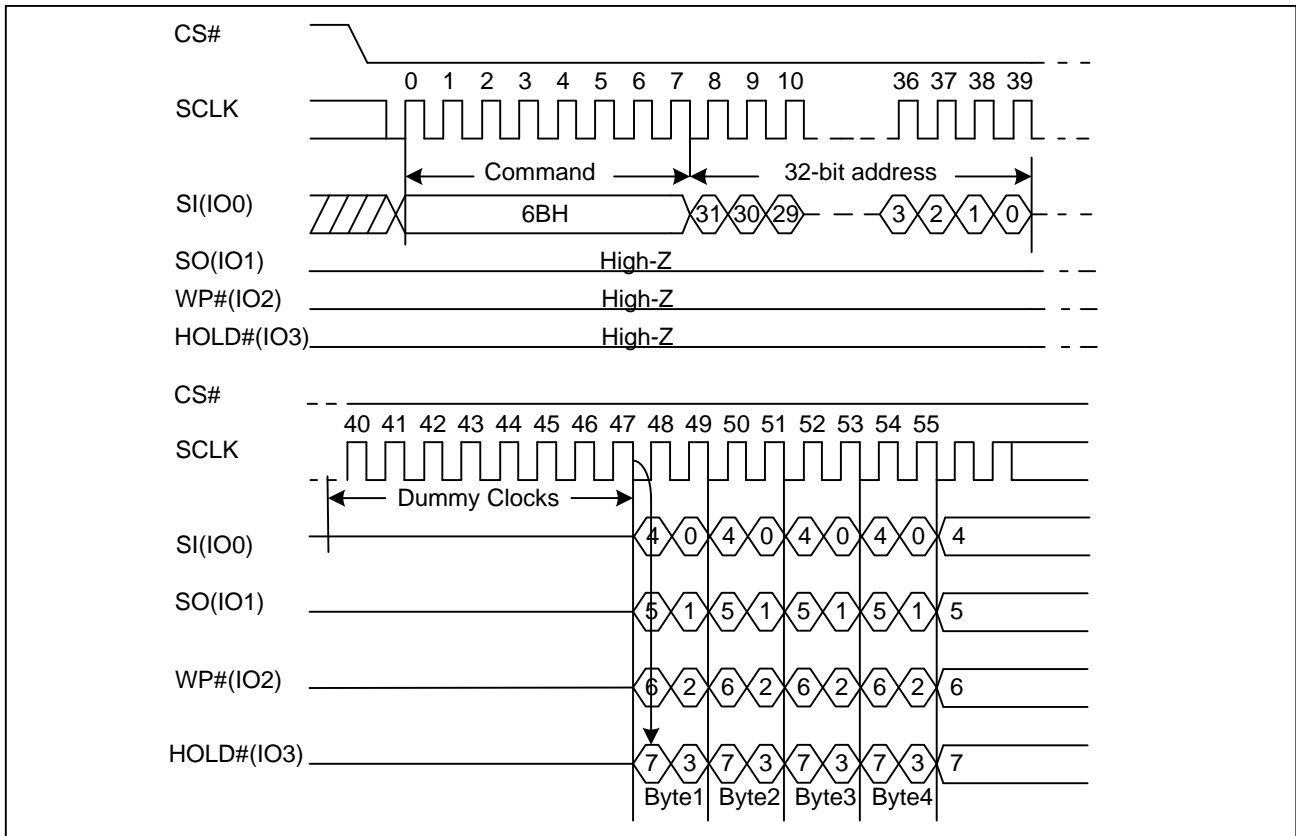 CS#
0 1 2 3 4 5 6 7 8 9 10 36 37 38 39
SCLK
Command 32-bit address
SI(IO0) 6BH 31 30 29 3 2 1 0
SO(IO1) High-Z
WP#(IO2) High-Z
HOLD#(IO3) High-Z
CS#
40 41 42 43 44 45 46 47 48 49 50 51 52 53 54 55
SCLK
Dummy Clocks
SI(IO0) 4 0 4 0 4 0 4 0 4
SO(IO1) 5 1 5 1 5 1 5 1 5
WP#(IO2) 6 2 6 2 6 2 6 2 6
HOLD#(IO3) 7 3 7 3 7 3 7 3 7
Byte1 Byte2 Byte3 Byte4